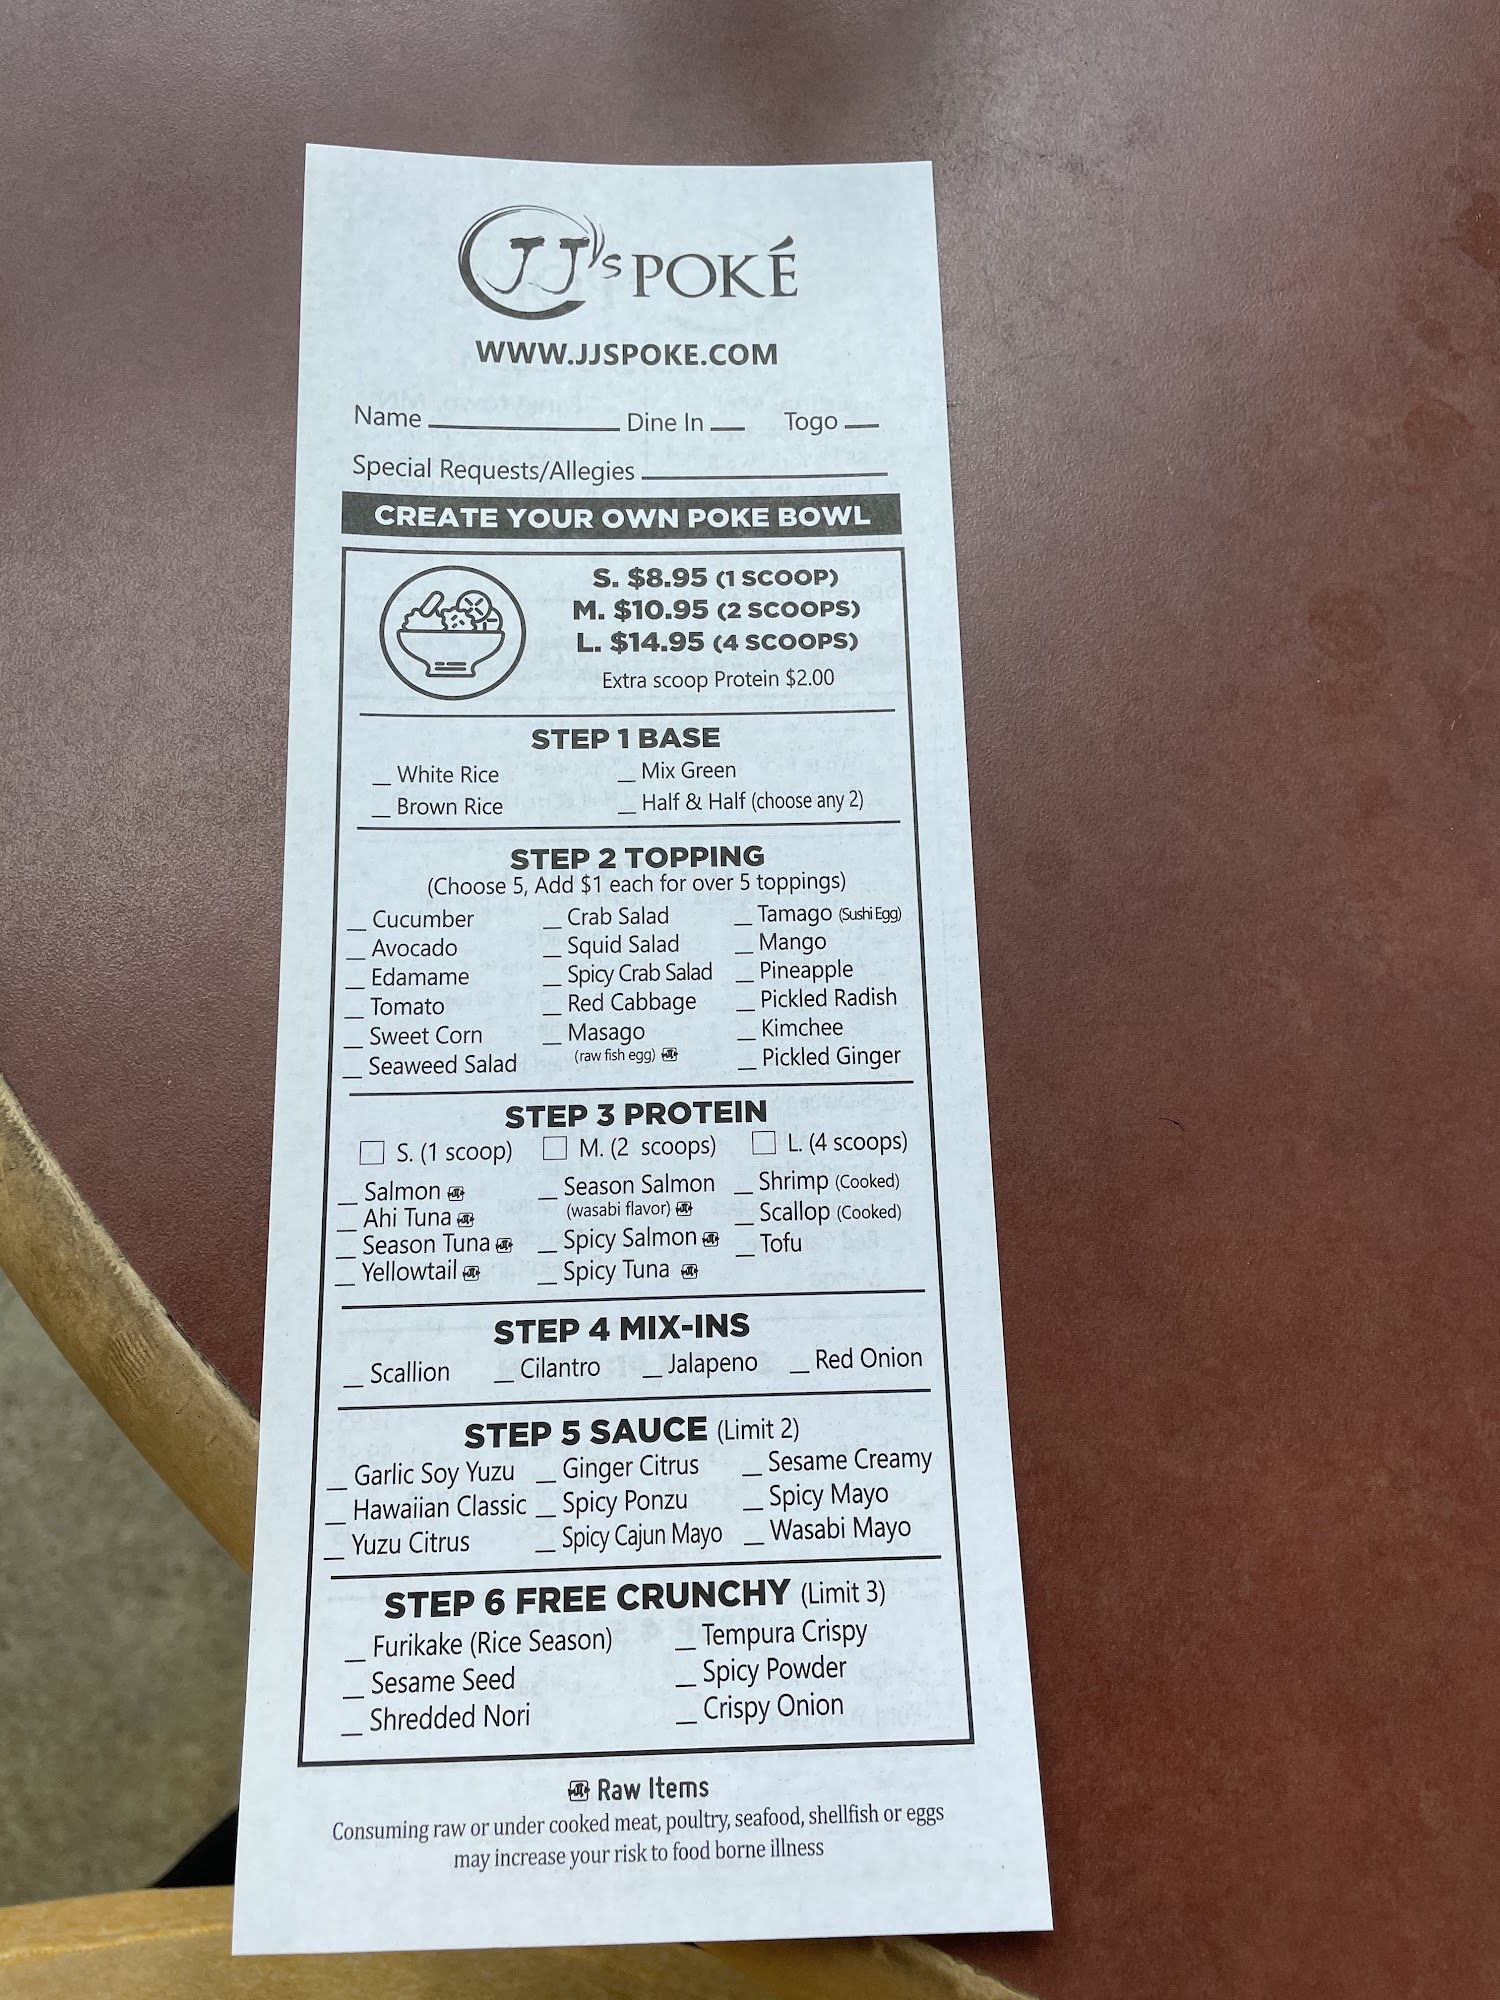 JJ's POKÉ
WWW.JJSPOKE.COM
Name ___ Dine In ___ Togo ___
Special Requests/Allegies ___
CREATE YOUR OWN POKE BOWL
S. $8.95 (1 SCOOP)
M. $10.95 (2 SCOOPS)
L. $14.95 (4 SCOOPS)
Extra scoop Protein $2.00
STEP 1 BASE
_ White Rice _ Mix Green
_ Brown Rice _ Half & Half (choose any 2)
STEP 2 TOPPING
(Choose 5, Add $1 each for over 5 toppings)
_ Cucumber _ Crab Salad _ Tamago (Sushi Egg)
_ Avocado _ Squid Salad _ Mango
_ Edamame _ Spicy Crab Salad _ Pineapple
_ Tomato _ Red Cabbage _ Pickled Radish
_ Sweet Corn _ Masago _ Kimchee
_ Seaweed Salad (raw fish egg) _ Pickled Ginger
STEP 3 PROTEIN
S. (1 scoop) M. (2 scoops) L. (4 scoops)
_ Salmon _ Season Salmon _ Shrimp (Cooked)
_ Ahi Tuna (wasabi flavor) _ Scallop (Cooked)
_ Season Tuna _ Spicy Salmon _ Tofu
_ Yellowtail _ Spicy Tuna
STEP 4 MIX-INS
_ Scallion _ Cilantro _ Jalapeno _ Red Onion
STEP 5 SAUCE (Limit 2)
_ Garlic Soy Yuzu _ Ginger Citrus _ Sesame Creamy
_ Hawaiian Classic _ Spicy Ponzu _ Spicy Mayo
_ Yuzu Citrus _ Spicy Cajun Mayo _ Wasabi Mayo
STEP 6 FREE CRUNCHY (Limit 3)
_ Furikake (Rice Season) _ Tempura Crispy
_ Sesame Seed _ Spicy Powder
_ Shredded Nori _ Crispy Onion
Raw Items
Consuming raw or under cooked meat, poultry, seafood, shellfish or eggs
may increase your risk to food borne illness